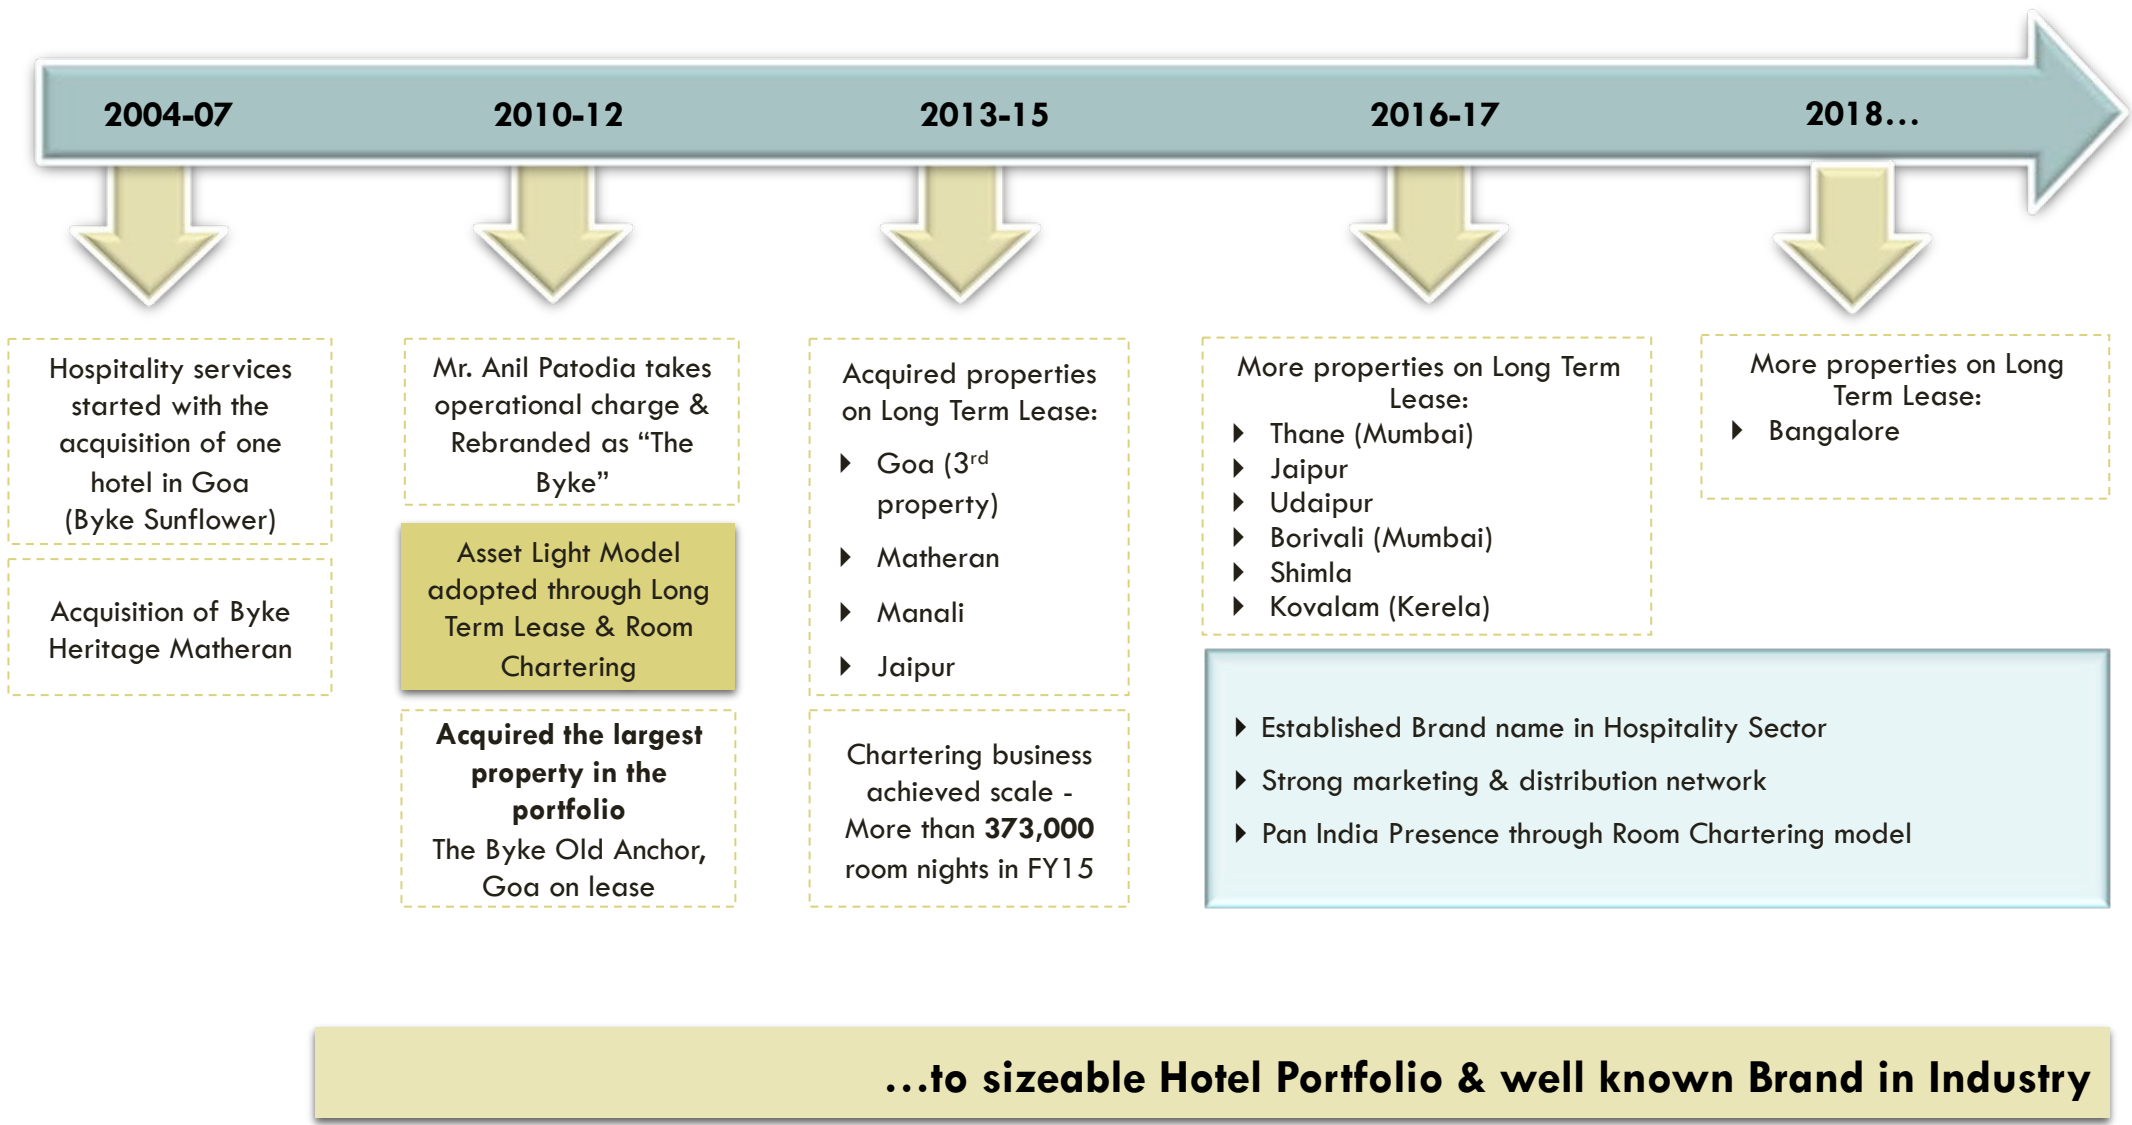 2004-07
2010-12
2013-15
2016-17
2018...
Hospitality services
started with the
acquisition of one
hotel in Goa
(Byke Sunflower)
Acquisition of Byke
Heritage Matheran
Mr. Anil Patodia takes
operational charge &
Rebranded as “The
Byke”
Asset Light Model
adopted through Long
Term Lease & Room
Chartering
Acquired the largest
property in the
portfolio
The Byke Old Anchor,
Goa on lease
Acquired properties
on Long Term Lease:
Goa (3rd
property)
Matheran
Manali
Jaipur
Chartering business
achieved scale -
More than 373,000
room nights in FY15
More properties on Long Term
Lease:
Thane (Mumbai)
Jaipur
Udaipur
Borivali (Mumbai)
Shimla
Kovalam (Kerela)
More properties on Long
Term Lease:
Bangalore
Established Brand name in Hospitality Sector
Strong marketing & distribution network
Pan India Presence through Room Chartering model
...to sizeable Hotel Portfolio & well known Brand in Industry